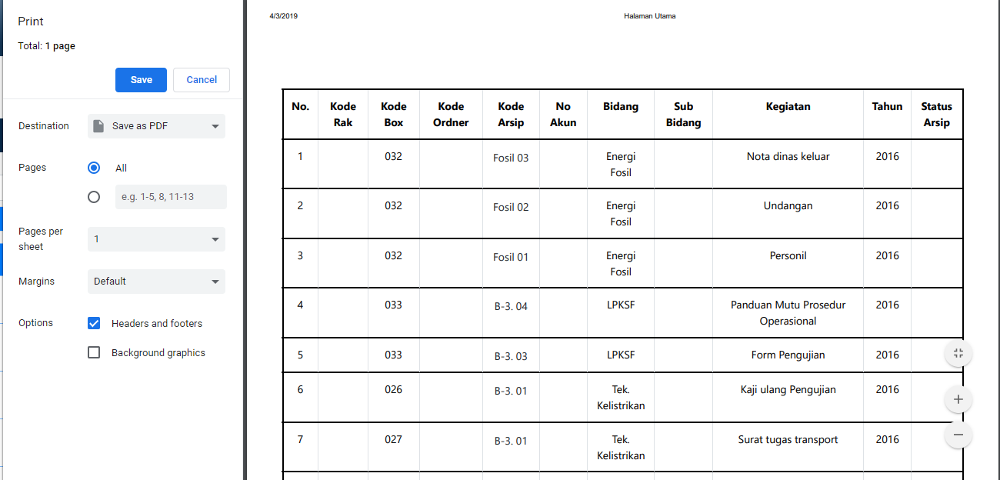 Print
Total: 1 page
Save Cancel
Destination Save as PDF
Pages All
e.g. 1-5, 8, 11-13
Pages per
sheet
1
Margins Default
Options Headers and footers
Background graphics
4/3/2019 Halaman Utama
No. Kode Kode Kode Kode No Bidang Sub Kegiatan Tahun Status
Rak Box Ordner Arsip Akun Bidang Arsip
1 032 Fosil 03 Energi Nota dinas keluar 2016
Fosil
2 032 Fosil 02 Energi Undangan 2016
Fosil
3 032 Fosil 01 Energi Personil 2016
Fosil
4 033 B-3. 04 LPKSF Panduan Mutu Prosedur 2016
Operasional
5 033 B-3. 03 LPKSF Form Pengujian 2016
6 026 B-3. 01 Tek. Kaji ulang Pengujian 2016
Kelistrikan
7 027 B-3. 01 Tek. Surat tugas transport 2016
Kelistrikan